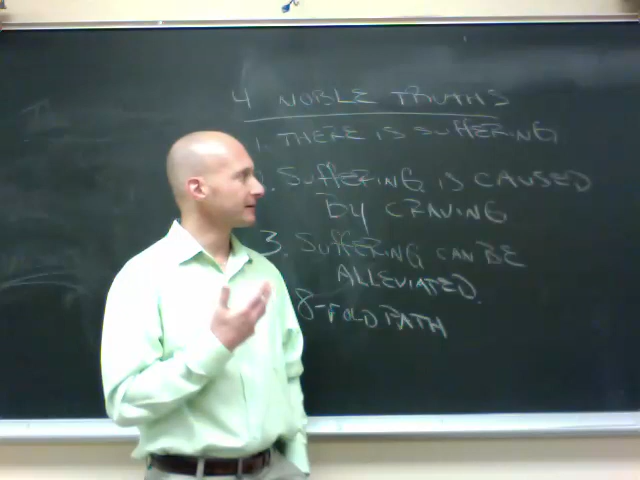 4 NOBLE TRUTHS
1. THERE IS SUFFERING
. SUFFERING IS CAUSED
BY CRAVING
3. SUFFERING CAN BE
ALLEVIATED.
8-FOLD PATH